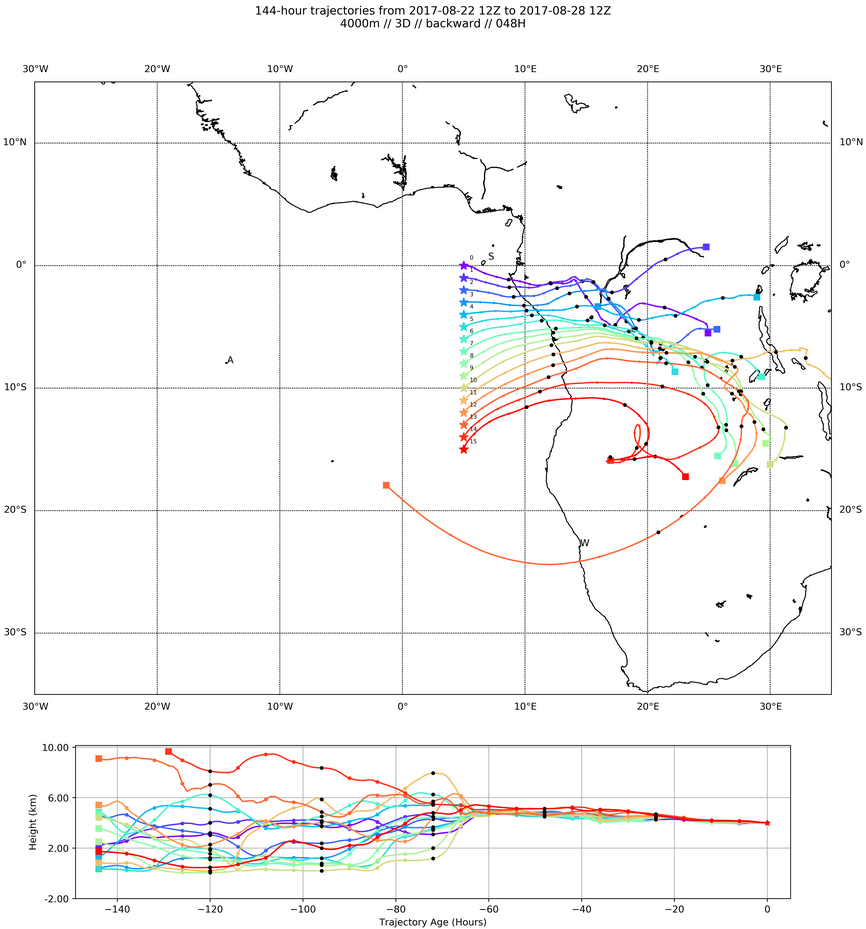 144-hour trajectories from 2017-08-22 12Z to 2017-08-28 12Z
4000m // 3D // backward // 048H
30°W 20°W 10°W 0° 10°E 20°E 30°E
10°N 10°N
S
0
0° 0°
1
2
3
4
5
6
7
A
8
9
10°S 10°S
10
11
12
13
14
15
20°S 20°S
W
30°S 30°S
30°W 20°W 10°W 0° 10°E 20°E 30°E
10.00
6.00
2.00
-2.00
Height (km)
−140 −120 −100 −80 −60 −40 −20 0
Trajectory Age (Hours)